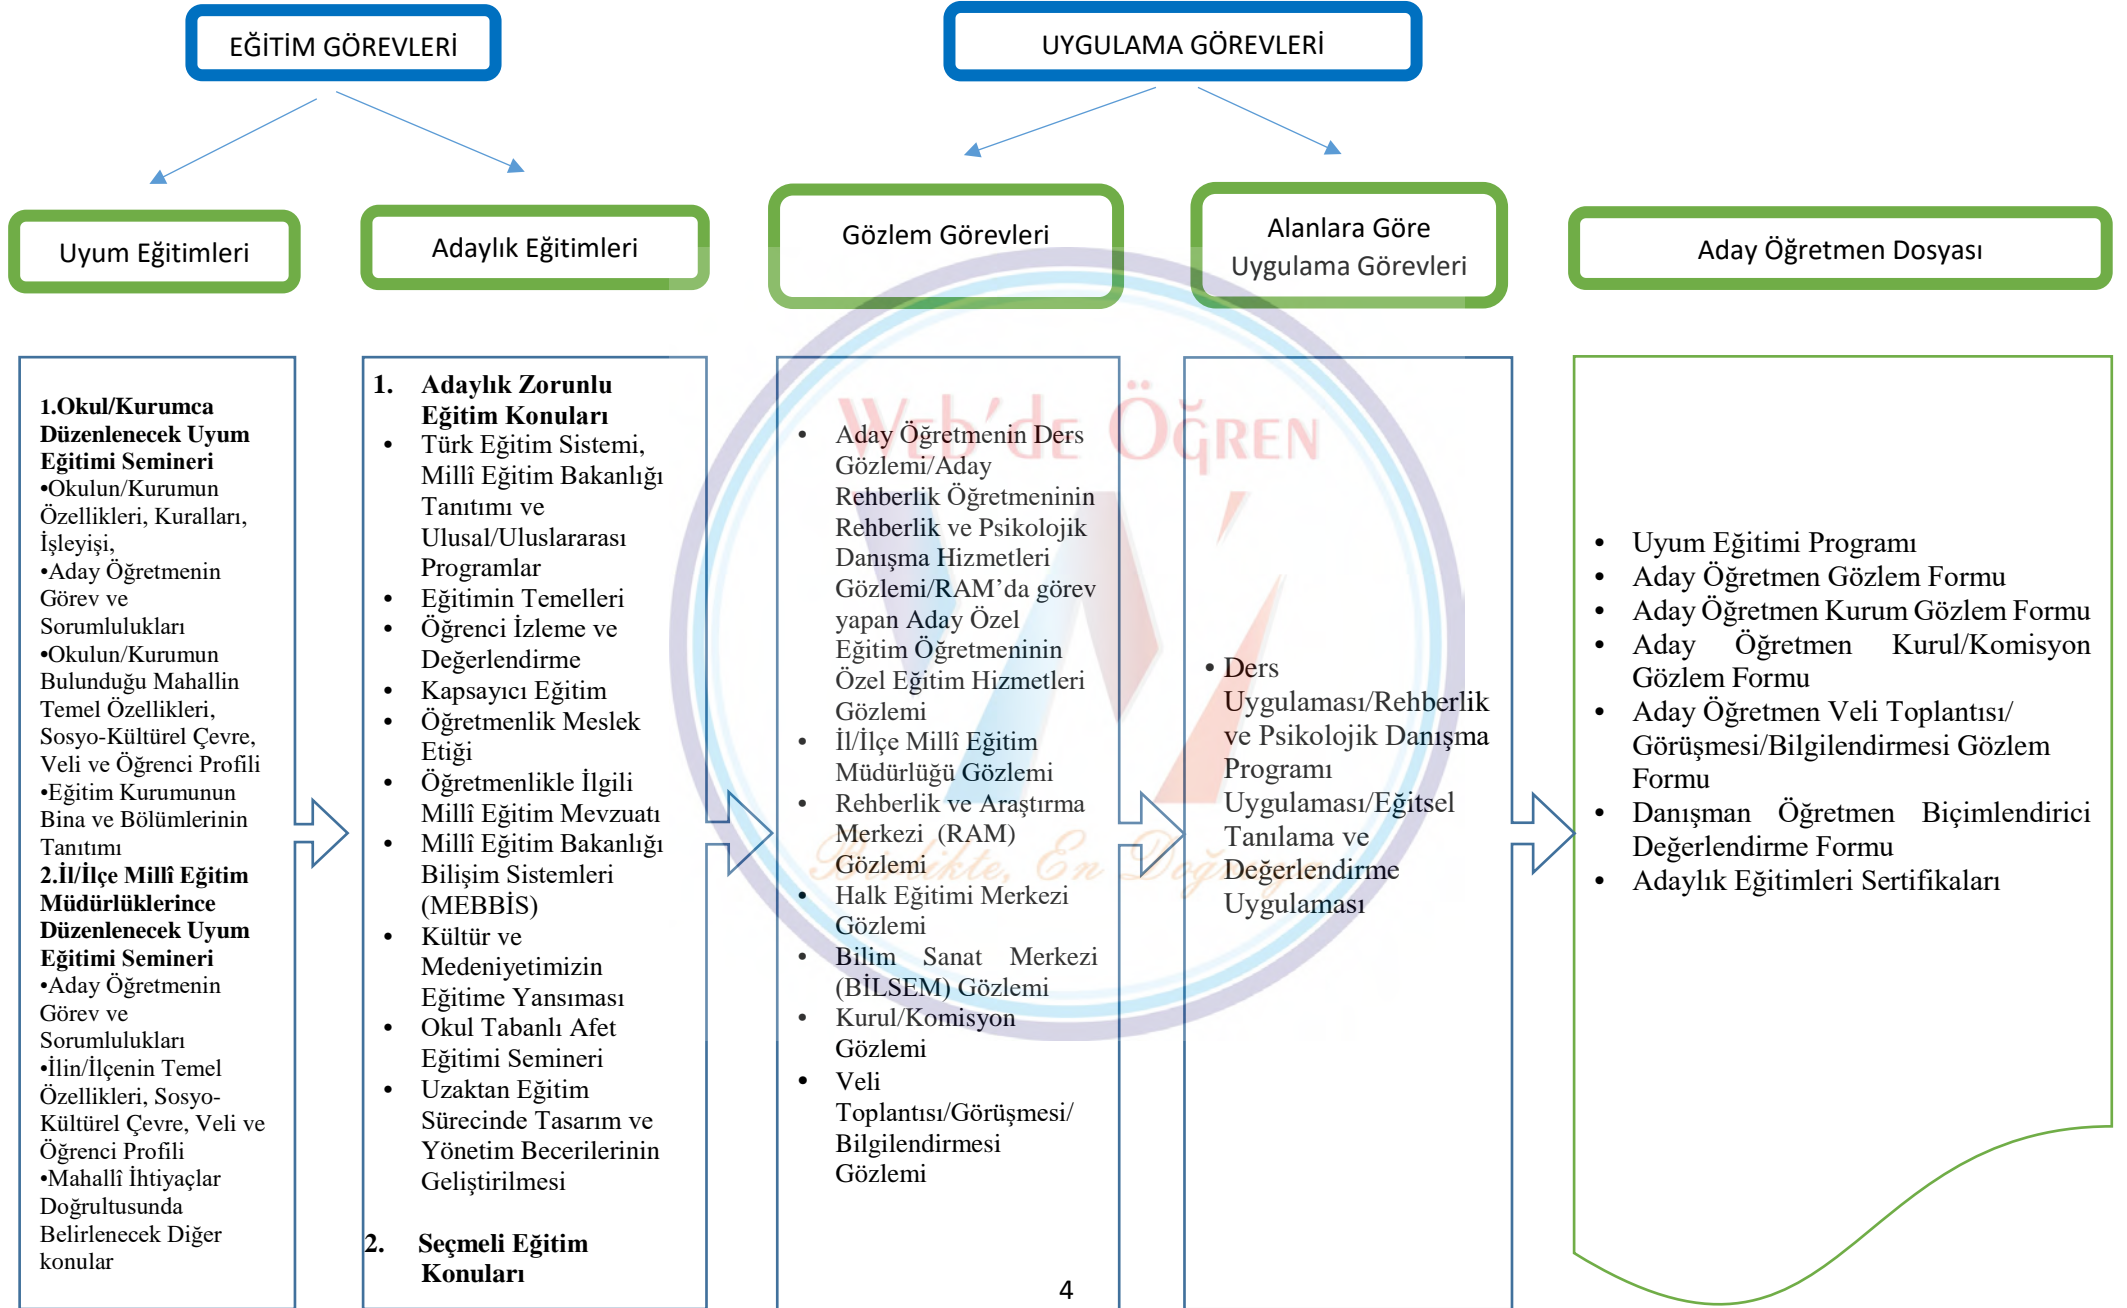 EĞİTİM GÖREVLERİ
UYGULAMA GÖREVLERİ
Uyum Eğitimleri
Adaylık Eğitimleri
Gözlem Görevleri
Alanlara Göre
Uygulama Görevleri
Aday Öğretmen Dosyası
1.Okul/Kurumca
Düzenlenecek Uyum
Eğitimi Semineri
•Okulun/Kurumun
Özellikleri, Kuralları,
İşleyişi,
•Aday Öğretmenin
Görev ve
Sorumlulukları
•Okulun/Kurumun
Bulunduğu Mahallin
Temel Özellikleri,
Sosyo-Kültürel Çevre,
Veli ve Öğrenci Profili
•Eğitim Kurumunun
Bina ve Bölümlerinin
Tanıtımı
2.İl/İlçe Millî Eğitim
Müdürlüklerince
Düzenlenecek Uyum
Eğitimi Semineri
•Aday Öğretmenin
Görev ve
Sorumlulukları
•İlin/İlçenin Temel
Özellikleri, Sosyo-
Kültürel Çevre, Veli ve
Öğrenci Profili
•Mahallî İhtiyaçlar
Doğrultusunda
Belirlenecek Diğer
konular
1. Adaylık Zorunlu
Eğitim Konuları
• Türk Eğitim Sistemi,
Millî Eğitim Bakanlığı
Tanıtımı ve
Ulusal/Uluslararası
Programlar
• Eğitimin Temelleri
• Öğrenci İzleme ve
Değerlendirme
• Kapsayıcı Eğitim
• Öğretmenlik Meslek
Etiği
• Öğretmenlikle İlgili
Millî Eğitim Mevzuatı
• Millî Eğitim Bakanlığı
Bilişim Sistemleri
(MEBBİS)
• Kültür ve
Medeniyetimizin
Eğitime Yansıması
• Okul Tabanlı Afet
Eğitimi Semineri
• Uzaktan Eğitim
Sürecinde Tasarım ve
Yönetim Becerilerinin
Geliştirilmesi
2. Seçmeli Eğitim
Konuları
• Aday Öğretmenin Ders
Gözlemi/Aday
Rehberlik Öğretmeninin
Rehberlik ve Psikolojik
Danışma Hizmetleri
Gözlemi/RAM’da görev
yapan Aday Özel
Eğitim Öğretmeninin
Özel Eğitim Hizmetleri
Gözlemi
• İl/İlçe Millî Eğitim
Müdürlüğü Gözlemi
• Rehberlik ve Araştırma
Merkezi (RAM)
Gözlemi
• Halk Eğitimi Merkezi
Gözlemi
• Bilim Sanat Merkezi
(BİLSEM) Gözlemi
• Kurul/Komisyon
Gözlemi
• Veli
Toplantısı/Görüşmesi/
Bilgilendirmesi
Gözlemi
• Ders
Uygulaması/Rehberlik
ve Psikolojik Danışma
Programı
Uygulaması/Eğitsel
Tanılama ve
Değerlendirme
Uygulaması
• Uyum Eğitimi Programı
• Aday Öğretmen Gözlem Formu
• Aday Öğretmen Kurum Gözlem Formu
• Aday Öğretmen Kurul/Komisyon
Gözlem Formu
• Aday Öğretmen Veli Toplantısı/
Görüşmesi/Bilgilendirmesi Gözlem
Formu
• Danışman Öğretmen Biçimlendirici
Değerlendirme Formu
• Adaylık Eğitimleri Sertifikaları
Web'de Öğren
En
4